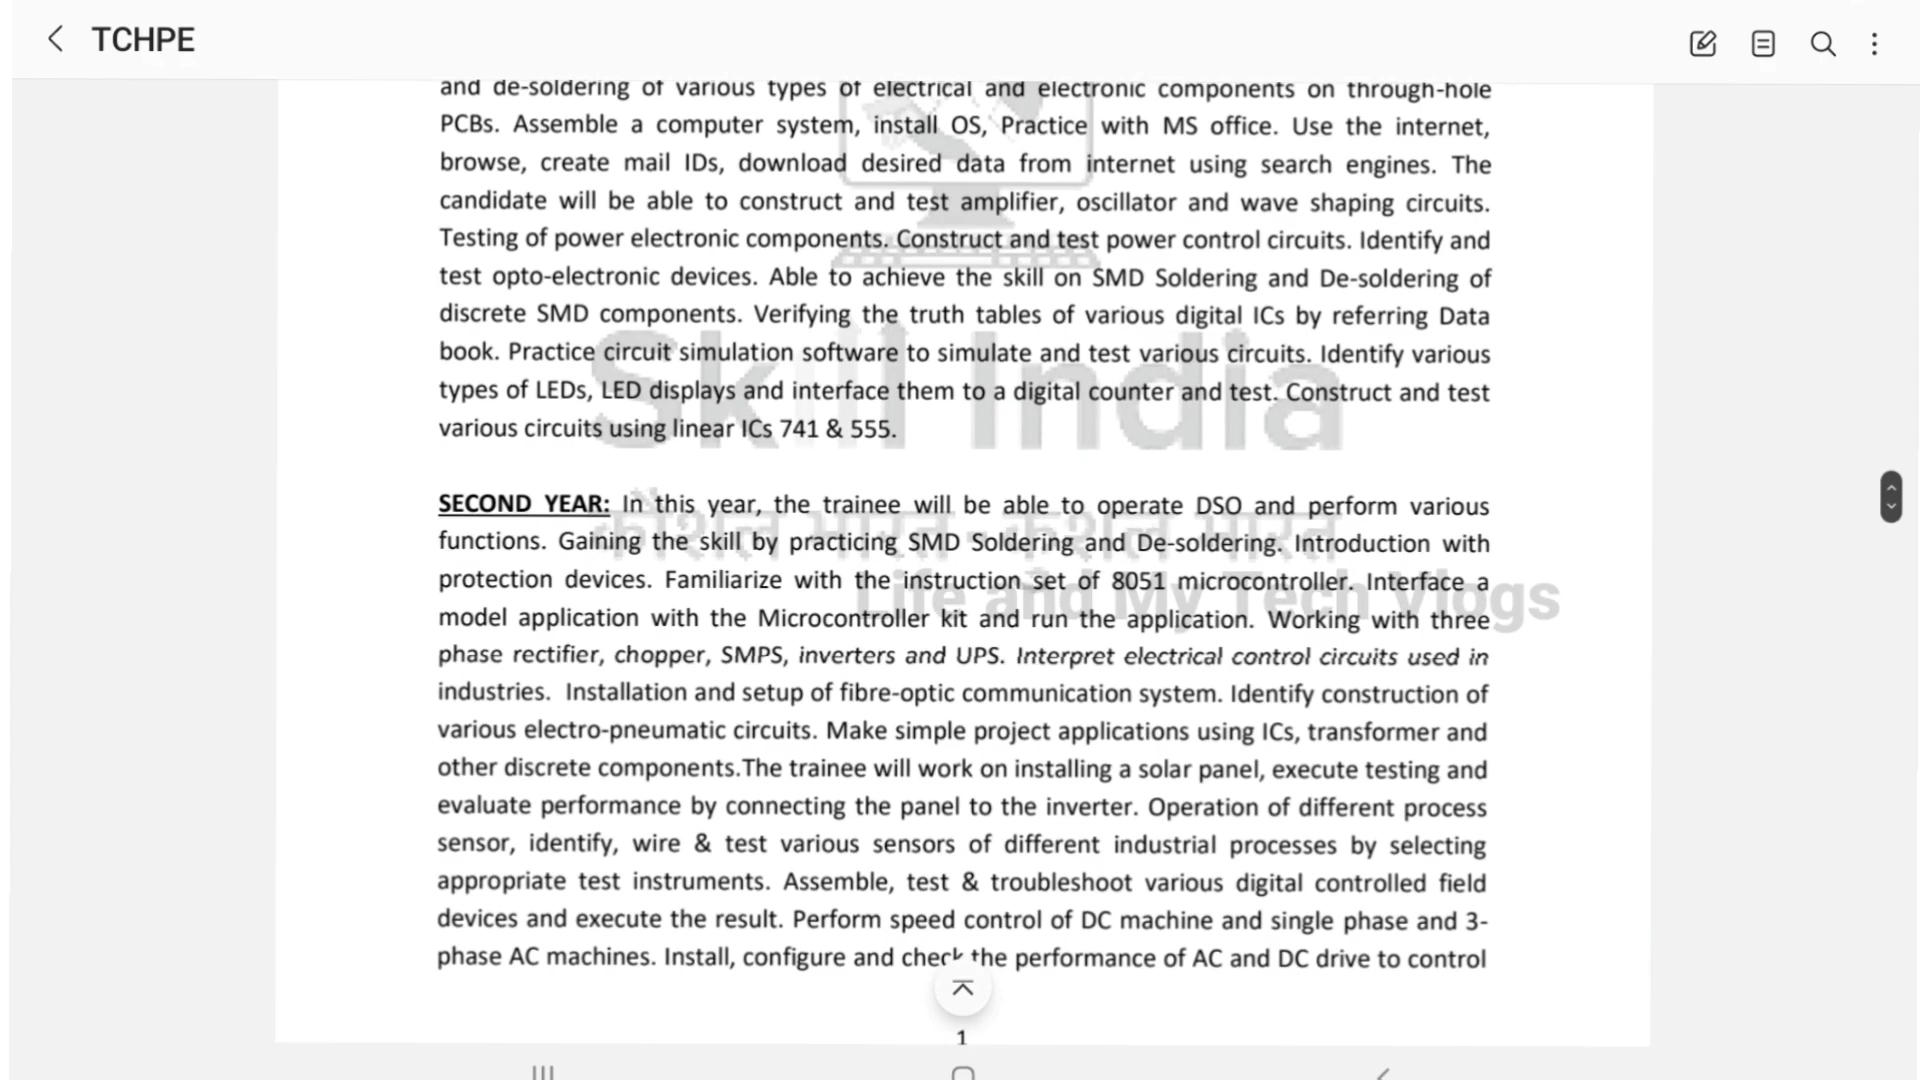 TCHPE
and de-soldering of various types of electrical and electronic components on through-hole
PCBs. Assemble a computer system, install OS, Practice with MS office. Use the internet,
browse, create mail IDs, download desired data from internet using search engines. The
candidate will be able to construct and test amplifier, oscillator and wave shaping circuits.
Testing of power electronic components. Construct and test power control circuits. Identify and
test opto-electronic devices. Able to achieve the skill on SMD Soldering and De-soldering of
discrete SMD components. Verifying the truth tables of various digital ICs by referring Data
book. Practice circuit simulation software to simulate and test various circuits. Identify various
types of LEDs, LED displays and interface them to a digital counter and test. Construct and test
various circuits using linear ICs 741 & 555.
Skill India
कौशल भारत - कुशल भारत
SECOND YEAR: In this year, the trainee will be able to operate DSO and perform various
functions. Gaining the skill by practicing SMD Soldering and De-soldering. Introduction with
protection devices. Familiarize with the instruction set of 8051 microcontroller. Interface a
Life and My Tech Vlogs
model application with the Microcontroller kit and run the application. Working with three
phase rectifier, chopper, SMPS, inverters and UPS. Interpret electrical control circuits used in
industries. Installation and setup of fibre-optic communication system. Identify construction of
various electro-pneumatic circuits. Make simple project applications using ICs, transformer and
other discrete components.The trainee will work on installing a solar panel, execute testing and
evaluate performance by connecting the panel to the inverter. Operation of different process
sensor, identify, wire & test various sensors of different industrial processes by selecting
appropriate test instruments. Assemble, test & troubleshoot various digital controlled field
devices and execute the result. Perform speed control of DC machine and single phase and 3-
phase AC machines. Install, configure and check the performance of AC and DC drive to control
1